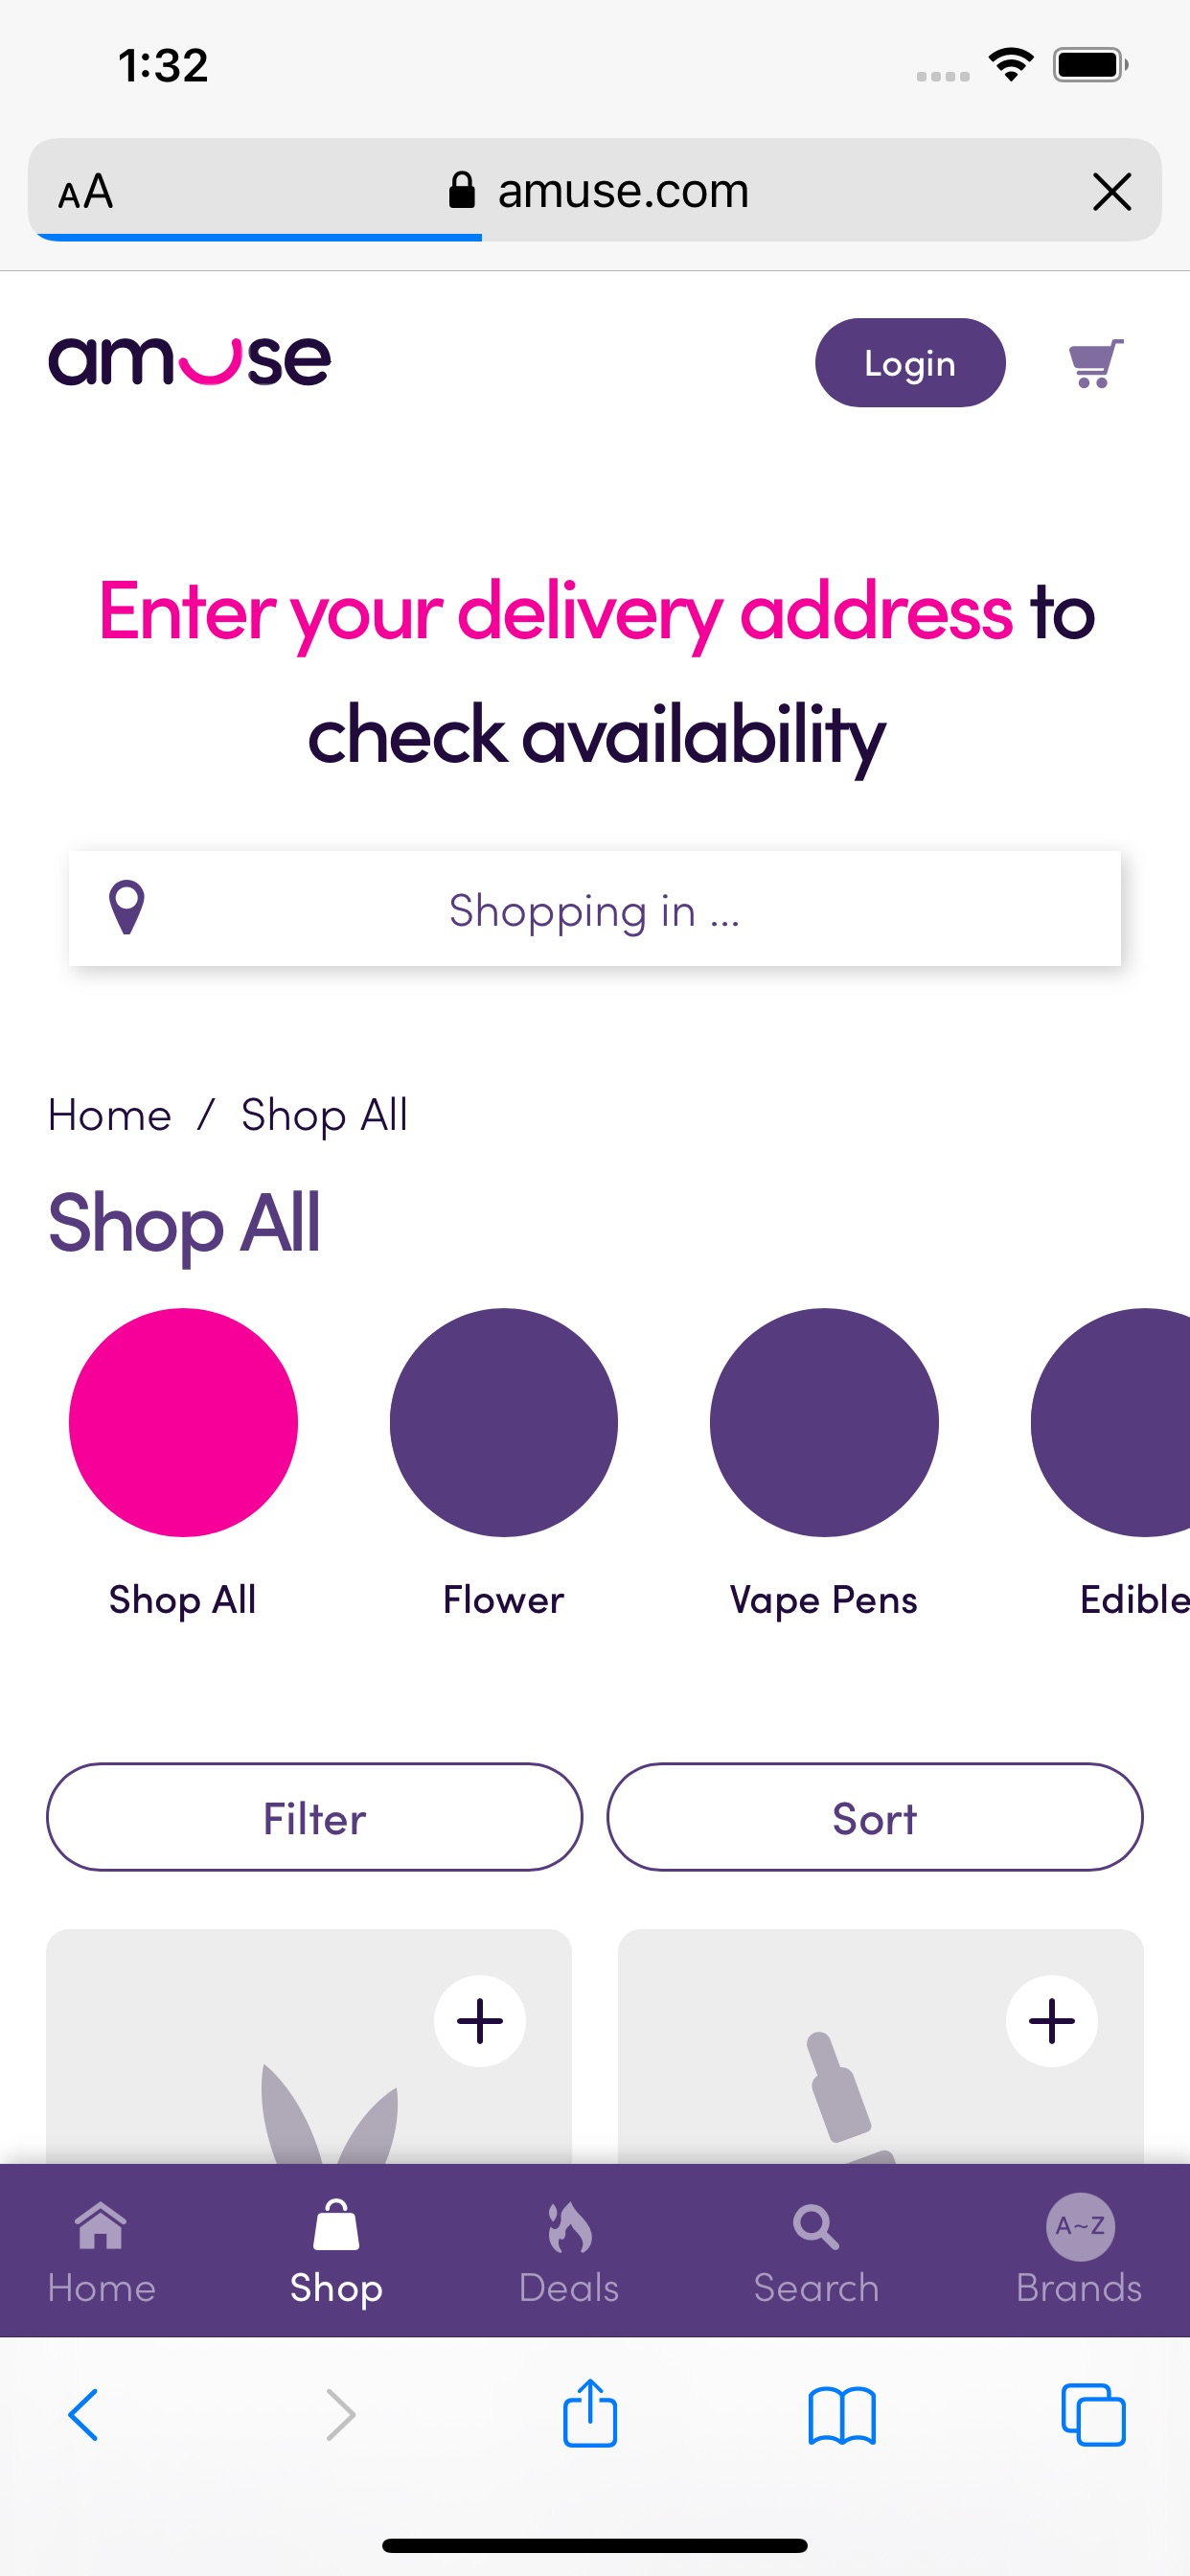 1:32
AA
amuse.com
amuse
Login
Enter your delivery address to
check availability
Shopping in ...
Home / Shop All
Shop All
Shop All
Flower
Vape Pens
Edible
Filter
Sort
A~Z
Home
Shop
Deals
Search
Brands